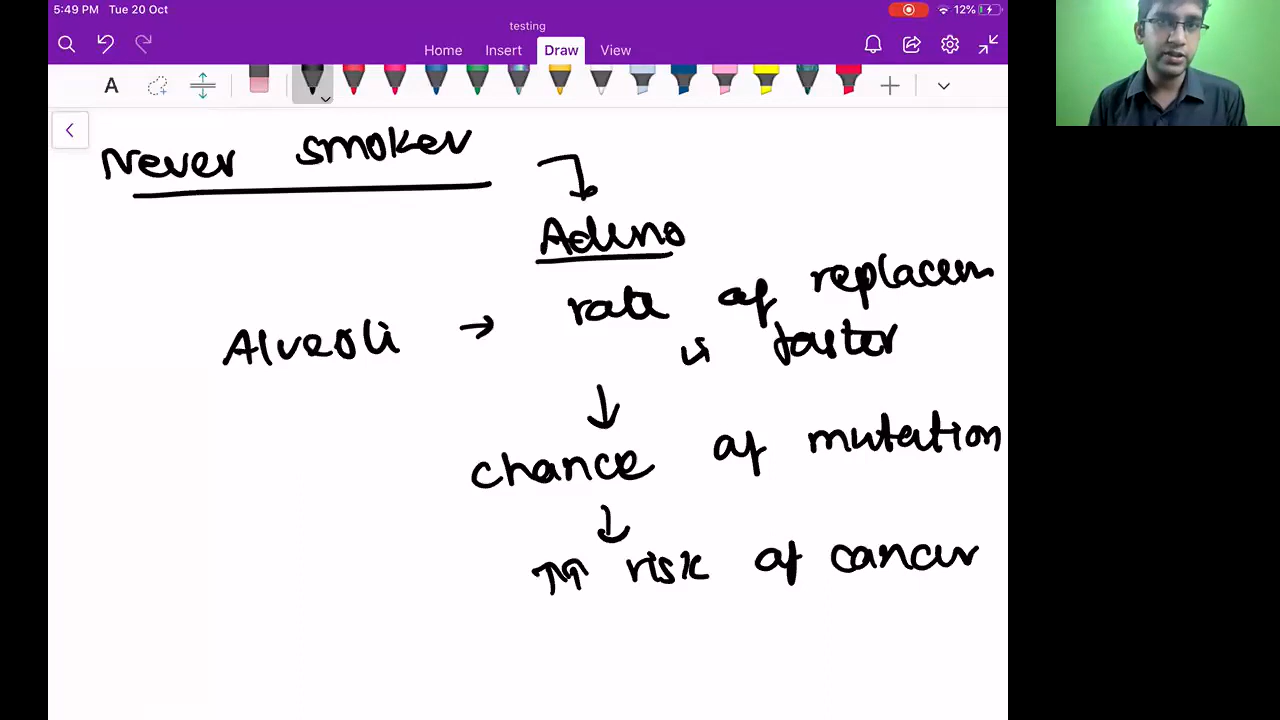 5:49 PM Tue 20 Oct
12%
testing
Home Insert Draw View
A
Never smoker
Adeno
rate of replacem
Alveoli → is faster
chance of mutation
↑↑ risk of cancer